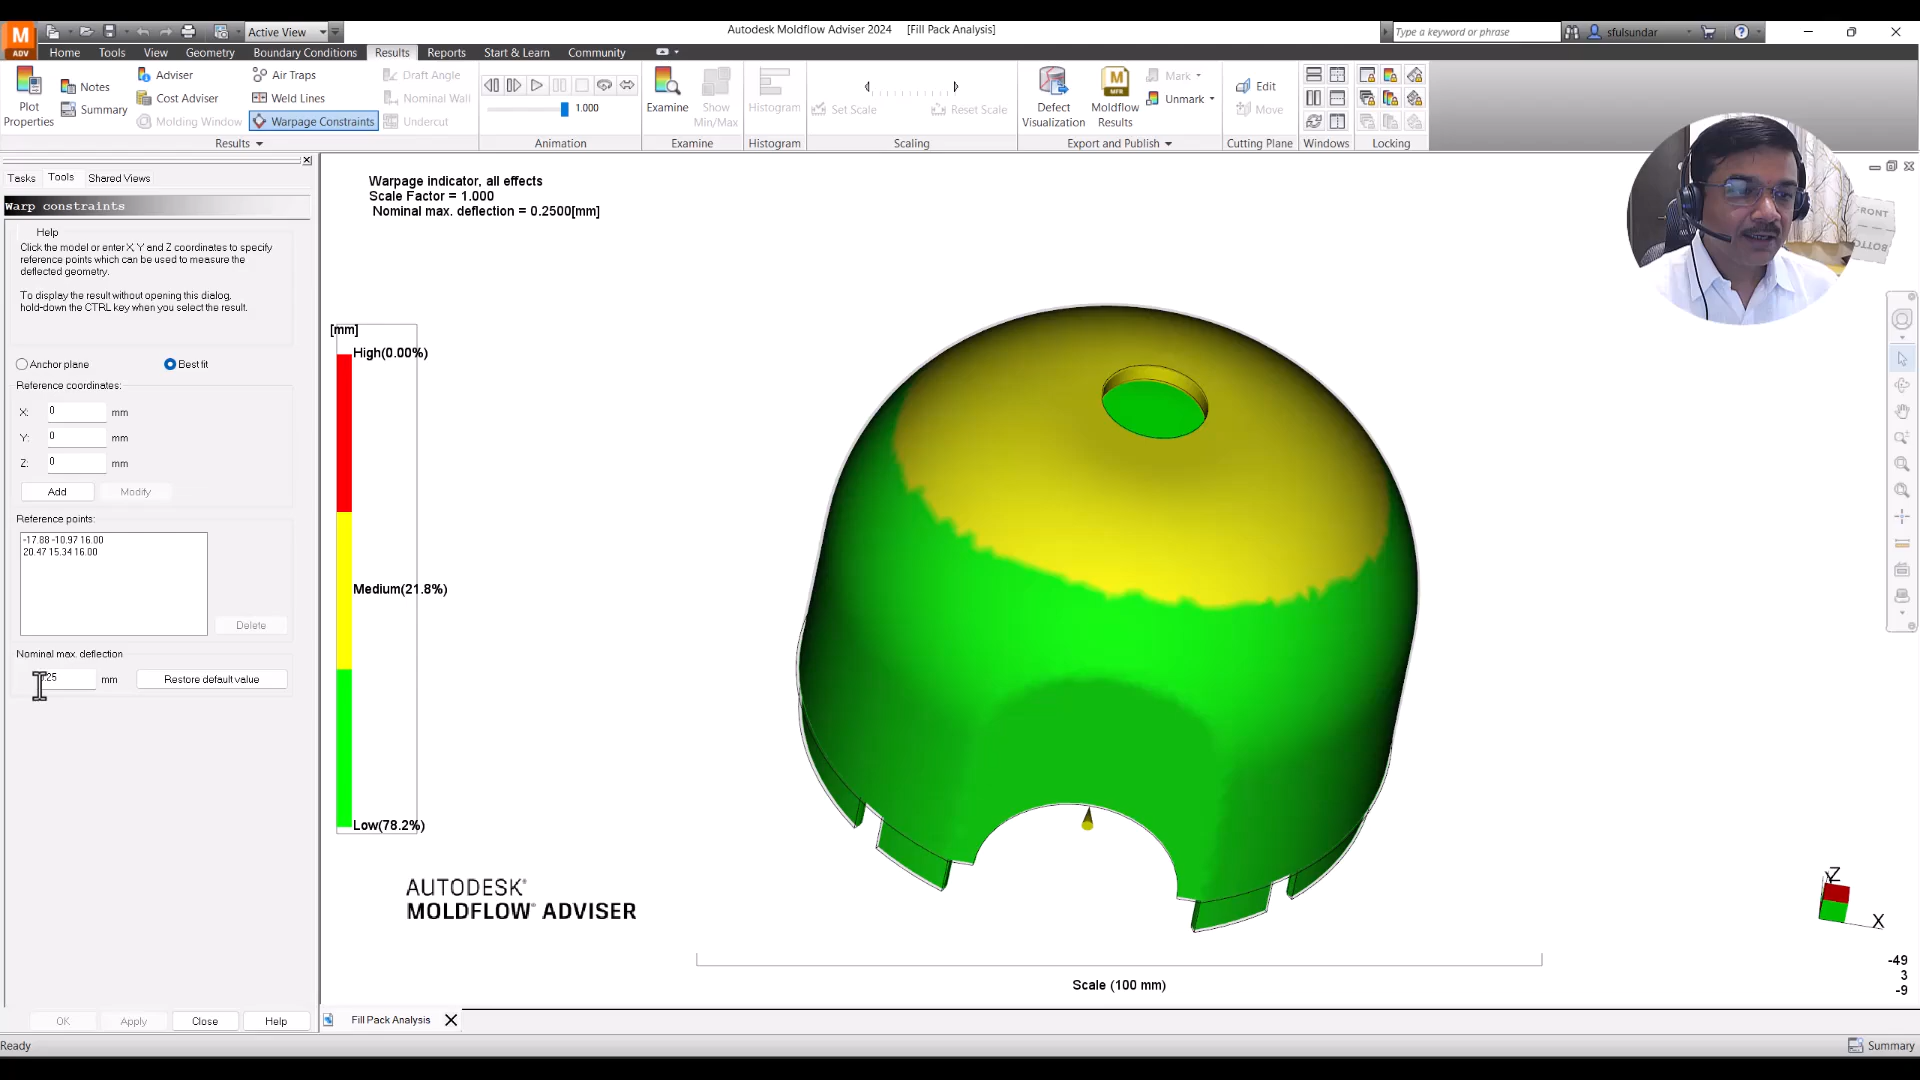 Autodesk Moldflow Adviser 2024 [Fill Pack Analysis]
Active View
Type a keyword or phrase
sfulsundar
M
ADV
Home
Tools
View
Geometry
Boundary Conditions
Results
Reports
Start & Learn
Community
Plot
Properties
Notes
Summary
Adviser
Cost Adviser
Molding Window
Air Traps
Weld Lines
Warpage Constraints
Draft Angle
Nominal Wall
Undercut
Results
1.000
Animation
Examine
Show
Min/Max
Examine
Histogram
Histogram
Set Scale
Reset Scale
Scaling
Defect
Visualization
Moldflow
Results
Mark
Unmark
Export and Publish
Edit
Move
Cutting Plane
Windows
Locking
Tasks
Tools
Shared Views
Warp constraints
Help
Click the model or enter X, Y and Z coordinates to specify
reference points which can be used to measure the
deflected geometry.
To display the result without opening this dialog,
hold-down the CTRL key when you select the result.
Anchor plane
Best fit
Reference coordinates:
X: 0 mm
Y: 0 mm
Z: 0 mm
Add
Modify
Reference points:
-17.88 -10.97 16.00
20.47 15.34 16.00
Delete
Nominal max. deflection
.25 mm
Restore default value
OK
Apply
Close
Help
Warpage indicator, all effects
Scale Factor = 1.000
Nominal max. deflection = 0.2500[mm]
[mm]
High(0.00%)
Medium(21.8%)
Low(78.2%)
AUTODESK®
MOLDFLOW® ADVISER
Scale (100 mm)
FRONT
BOTTOM
Z
Y
X
-49
3
-9
Fill Pack Analysis
Ready
Summary